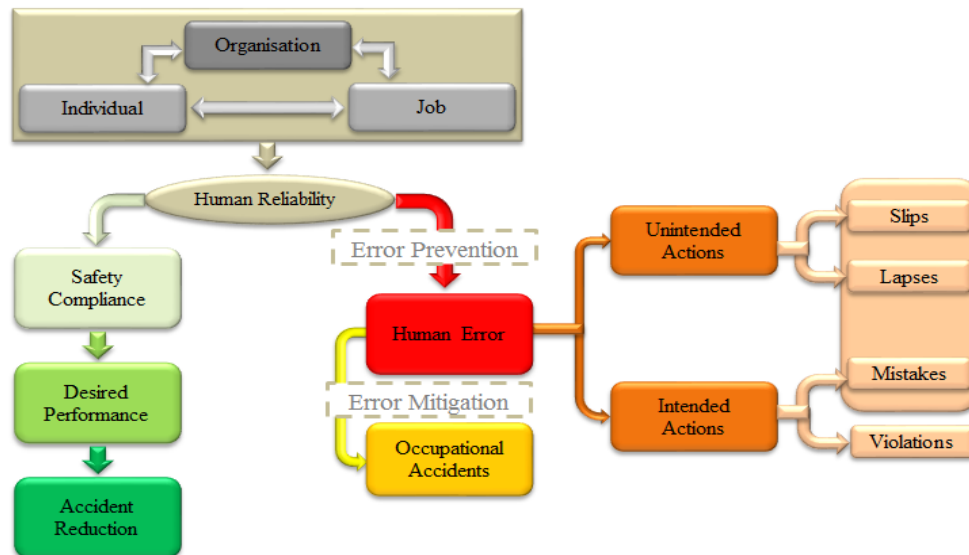 Organisation
Individual
Job
Human Reliability
Error Prevention
Safety
Compliance
Desired
Performance
Accident
Reduction
Human Error
Error Mitigation
Occupational
Accidents
Unintended
Actions
Slips
Lapses
Intended
Actions
Mistakes
Violations